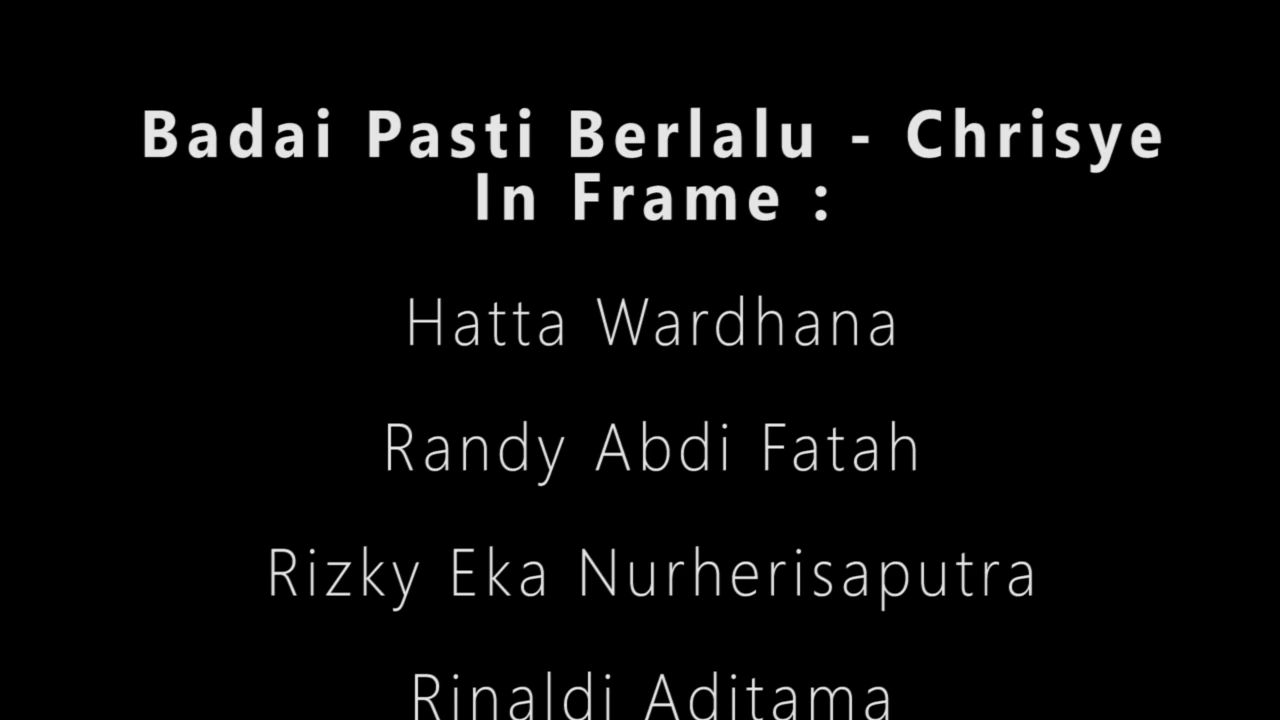 Badai Pasti Berlalu - Chrisye
In Frame :
Hatta Wardhana
Randy Abdi Fatah
Rizky Eka Nurherisaputra
Rinaldi Aditama